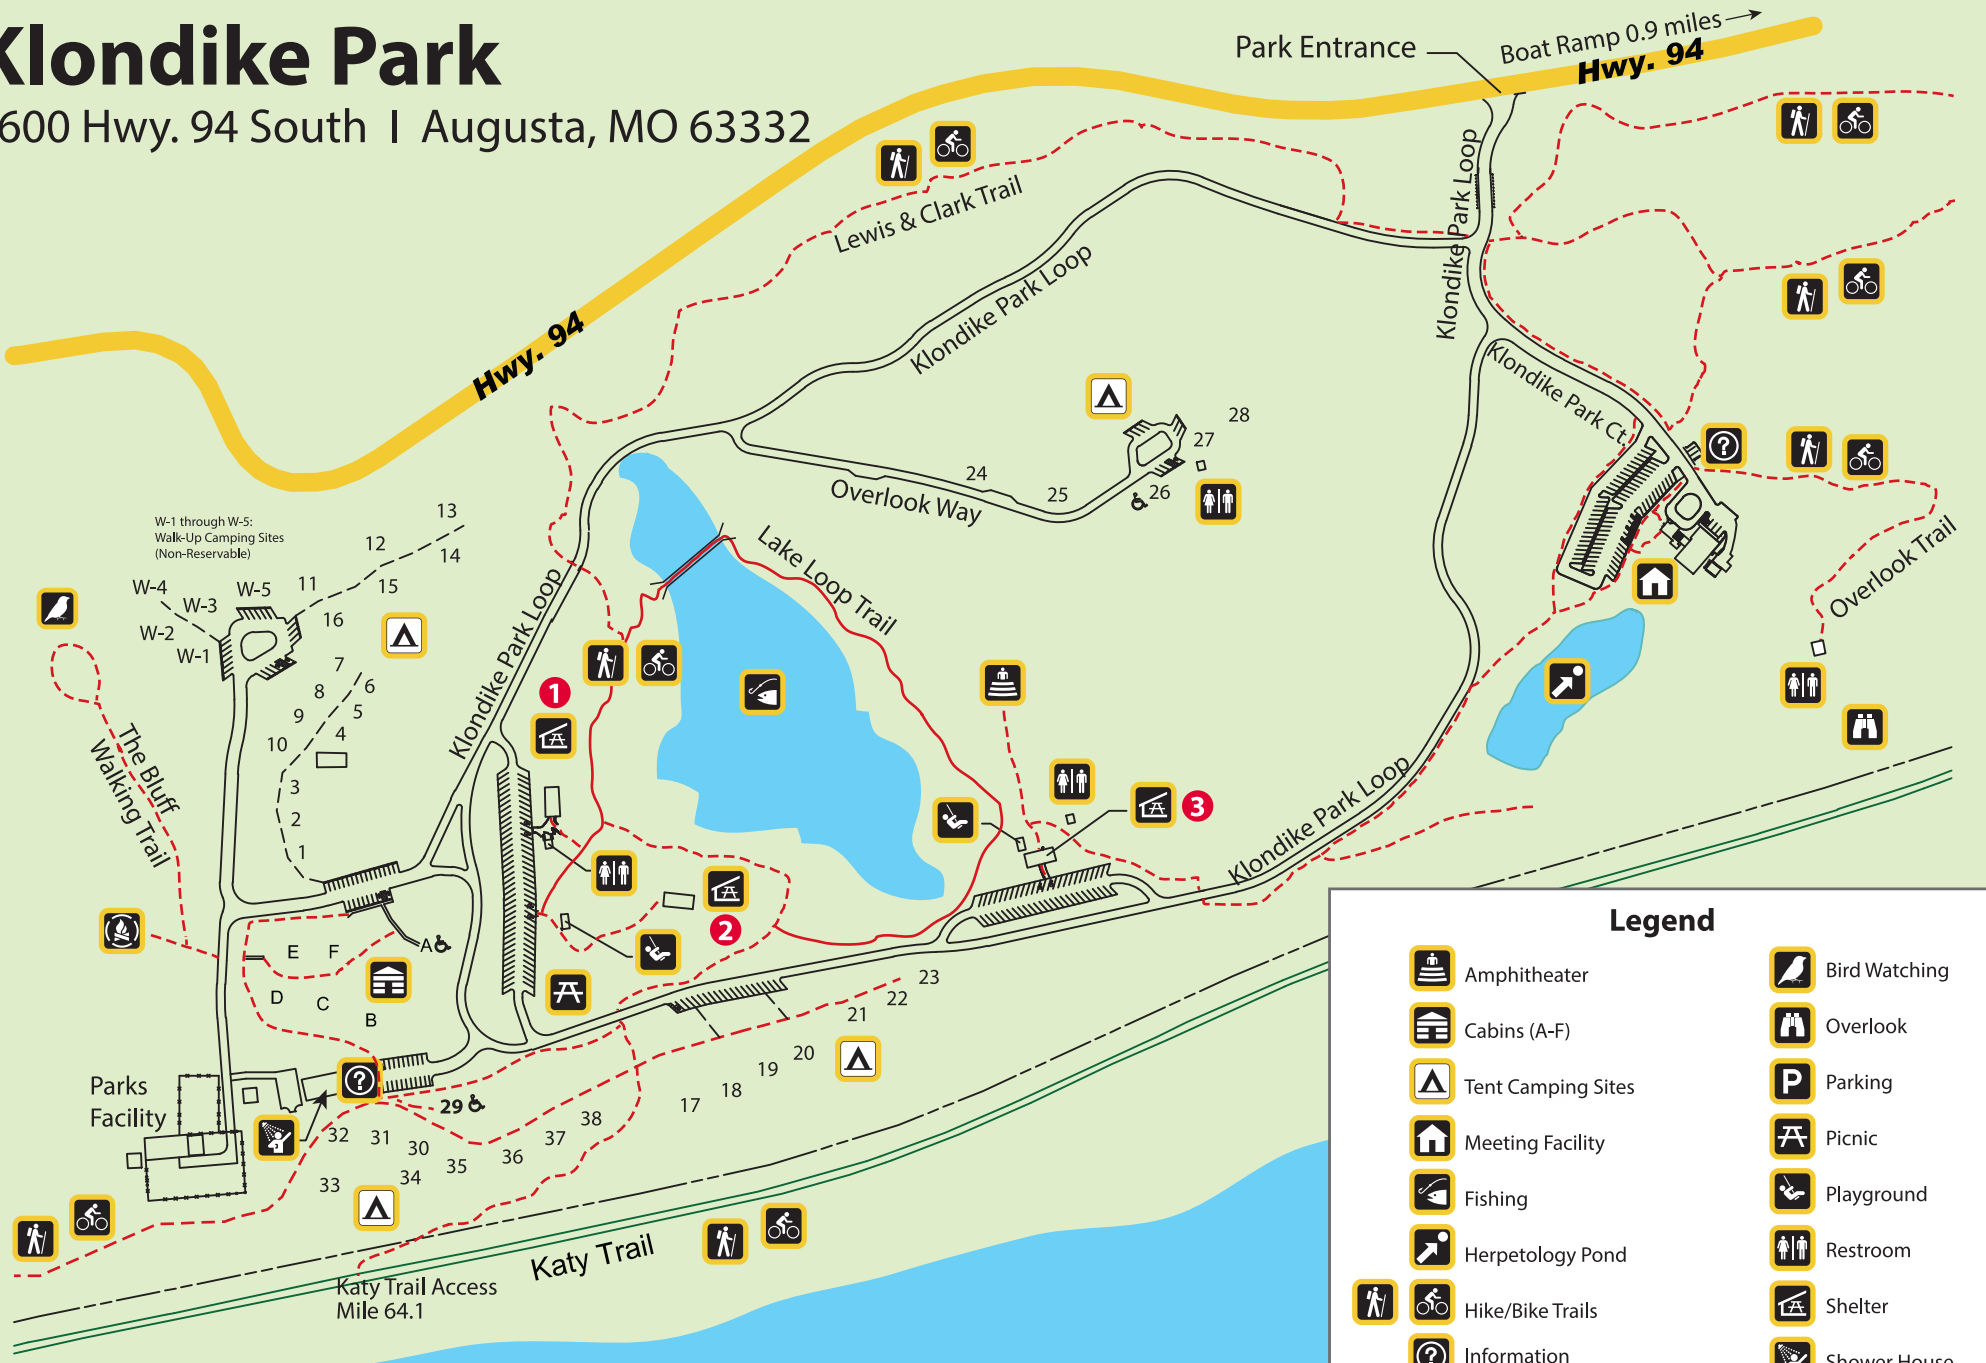 Klondike Park
600 Hwy. 94 South I Augusta, MO 63332
Park Entrance
Boat Ramp 0.9 miles
Hwy. 94
Klondike Park Loop
Lewis & Clark Trail
Klondike Park Loop
Klondike Park Loop
Hwy. 94
Klondike Park Ct.
28
27
24
25
26
Overlook Way
13
W-1 through W-5:
Walk-Up Camping Sites
(Non-Reservable)
12
14
Lake Loop Trail
Overlook Trail
W-4
W-5
11
15
W-3
16
W-2
W-1
7
6
8
5
9
4
10
Klondike Park Loop
1
The Bluff
Walking Trail
3
2
1
3
Klondike Park Loop
A
E
F
2
D
C
B
23
22
21
20
19
18
17
Parks
Facility
29
38
37
32
31
30
36
35
34
33
Katy Trail
Katy Trail Access
Mile 64.1
Legend
Amphitheater
Bird Watching
Cabins (A-F)
Overlook
Tent Camping Sites
P
Parking
Meeting Facility
Picnic
Fishing
Playground
Herpetology Pond
Restroom
Hike/Bike Trails
Shelter
Information
Shower House